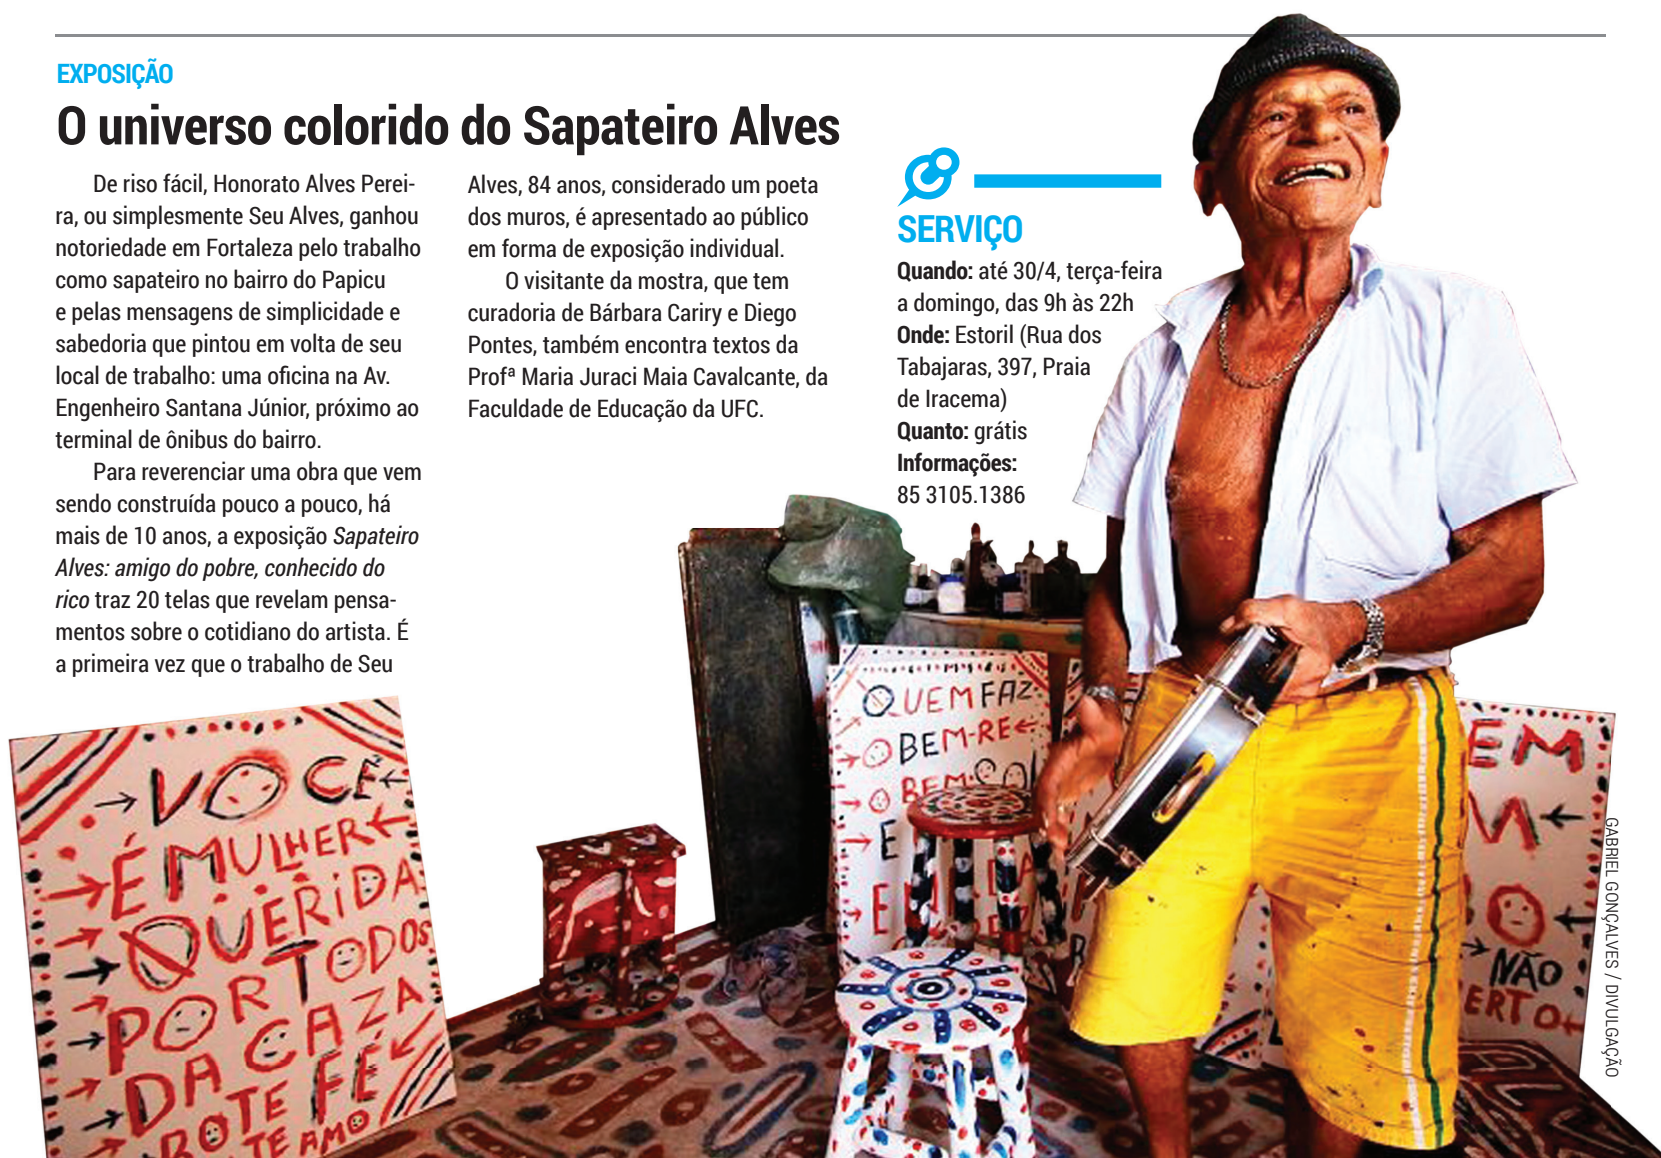 EXPOSIÇÃO
O universo colorido do Sapateiro Alves
De riso fácil, Honorato Alves Perei-
ra, ou simplesmente Seu Alves, ganhou
notoriedade em Fortaleza pelo trabalho
como sapateiro no bairro do Papicu
e pelas mensagens de simplicidade e
sabedoria que pintou em volta de seu
local de trabalho: uma oficina na Av.
Engenheiro Santana Júnior, próximo ao
terminal de ônibus do bairro.
Para reverenciar uma obra que vem
sendo construída pouco a pouco, há
mais de 10 anos, a exposição Sapateiro
Alves: amigo do pobre, conhecido do
rico traz 20 telas que revelam pensa-
mentos sobre o cotidiano do artista. É
a primeira vez que o trabalho de Seu
Alves, 84 anos, considerado um poeta
dos muros, é apresentado ao público
em forma de exposição individual.
O visitante da mostra, que tem
curadoria de Bárbara Cariry e Diego
Pontes, também encontra textos da
Profª Maria Juraci Maia Cavalcante, da
Faculdade de Educação da UFC.
SERVIÇO
Quando: até 30/4, terça-feira
a domingo, das 9h às 22h
Onde: Estoril (Rua dos
Tabajaras, 397, Praia
de Iracema)
Quanto: grátis
Informações:
85 3105.1386
VOCÊ
É MULHER
QUERIDA
POR TODOS
DA CAZA
BOTE FÉ
TE AMO
QUEM FAZ
O BEM-RE
O BEM
E
EM
NÃO
ERTO
GABRIEL GONÇALVES / DIVULGAÇÃO